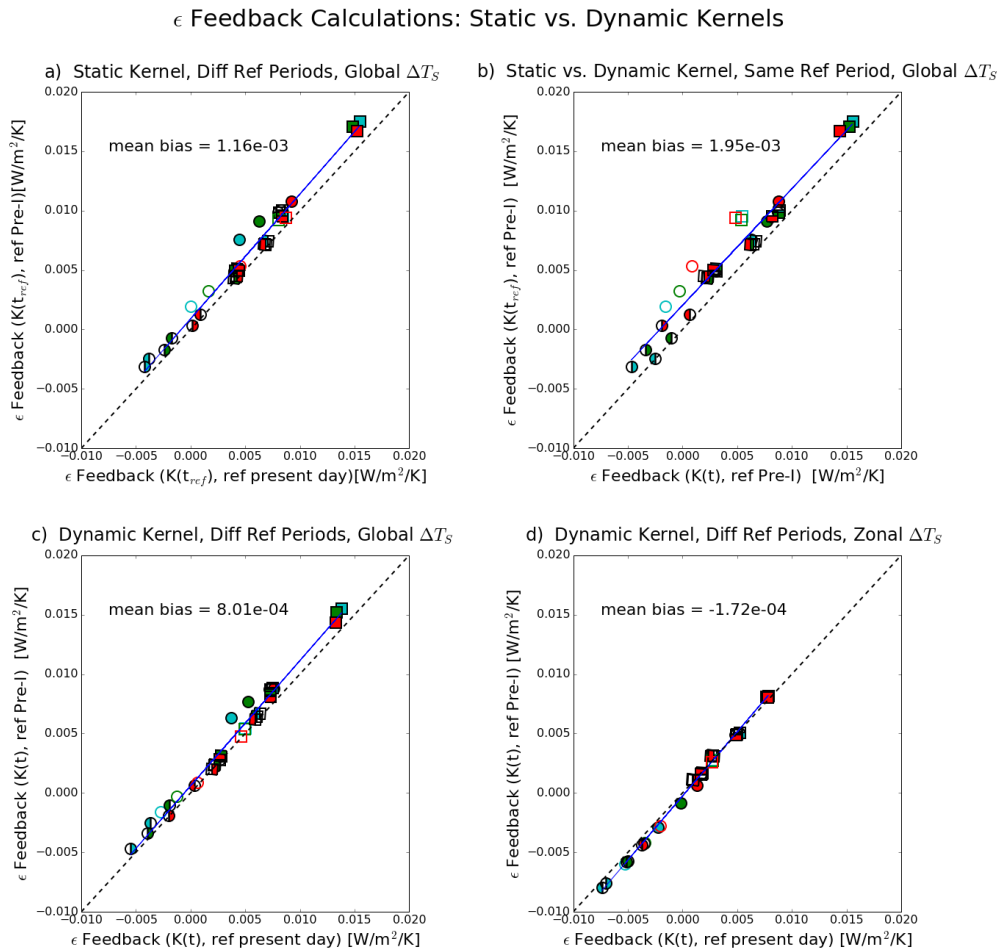 ϵ Feedback Calculations: Static vs. Dynamic Kernels
a) Static Kernel, Diff Ref Periods, Global ΔT_S
0.020
0.015
0.010
0.005
0.000
−0.005
−0.010
ϵ Feedback (K(t_ref), ref Pre-I)[W/m²/K]
mean bias = 1.16e-03
−0.010 −0.005 0.000 0.005 0.010 0.015 0.020
ϵ Feedback (K(t_ref), ref present day)[W/m²/K]
b) Static vs. Dynamic Kernel, Same Ref Period, Global ΔT_S
0.020
0.015
0.010
0.005
0.000
−0.005
−0.010
ϵ Feedback (K(t_ref), ref Pre-I) [W/m²/K]
mean bias = 1.95e-03
−0.010 −0.005 0.000 0.005 0.010 0.015 0.020
ϵ Feedback (K(t), ref Pre-I) [W/m²/K]
c) Dynamic Kernel, Diff Ref Periods, Global ΔT_S
0.020
0.015
0.010
0.005
0.000
−0.005
−0.010
ϵ Feedback (K(t), ref Pre-I) [W/m²/K]
mean bias = 8.01e-04
−0.010 −0.005 0.000 0.005 0.010 0.015 0.020
ϵ Feedback (K(t), ref present day) [W/m²/K]
d) Dynamic Kernel, Diff Ref Periods, Zonal ΔT_S
0.020
0.015
0.010
0.005
0.000
−0.005
−0.010
ϵ Feedback (K(t), ref Pre-I) [W/m²/K]
mean bias = -1.72e-04
−0.010 −0.005 0.000 0.005 0.010 0.015 0.020
ϵ Feedback (K(t), ref present day) [W/m²/K]